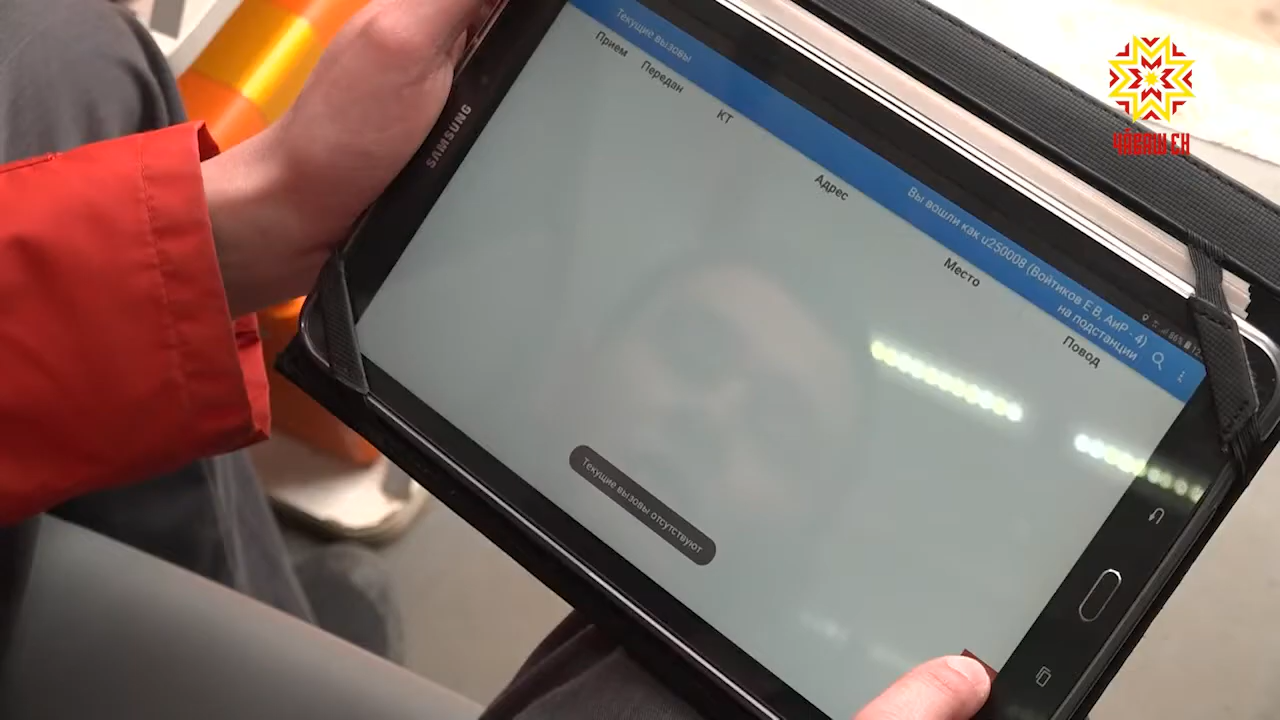 Текущие вызовы
Прием
Передан
КТ
Адрес
Место
Повод
Вы вошли как u250008 (Войтиков Е В, АиР - 4)
на подстанции
Текущие вызовы отсутствуют
SAMSUNG
86%
ЧӐВАШ ЕН